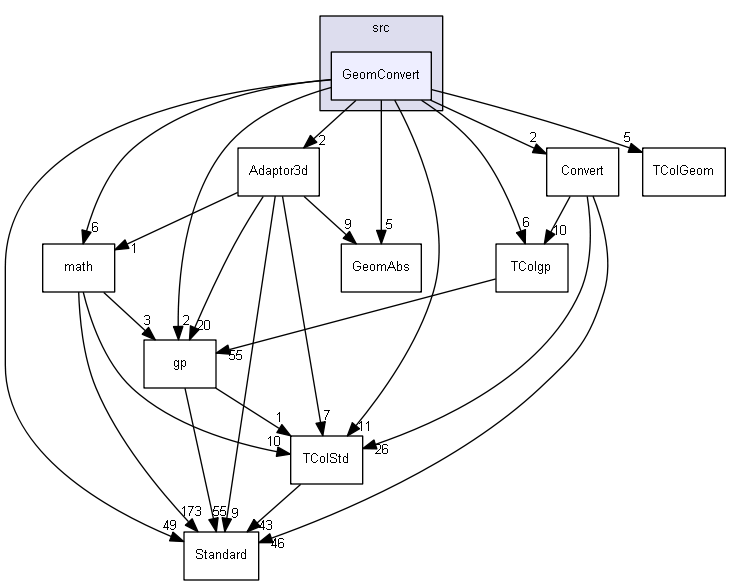 src
GeomConvert
2
2
5
Adaptor3d
Convert
TColGeom
6
1
9
5
6
10
math
GeomAbs
TColgp
3
2
20
55
gp
1
7
11
10
26
TColStd
49
173
55
9
43
46
Standard